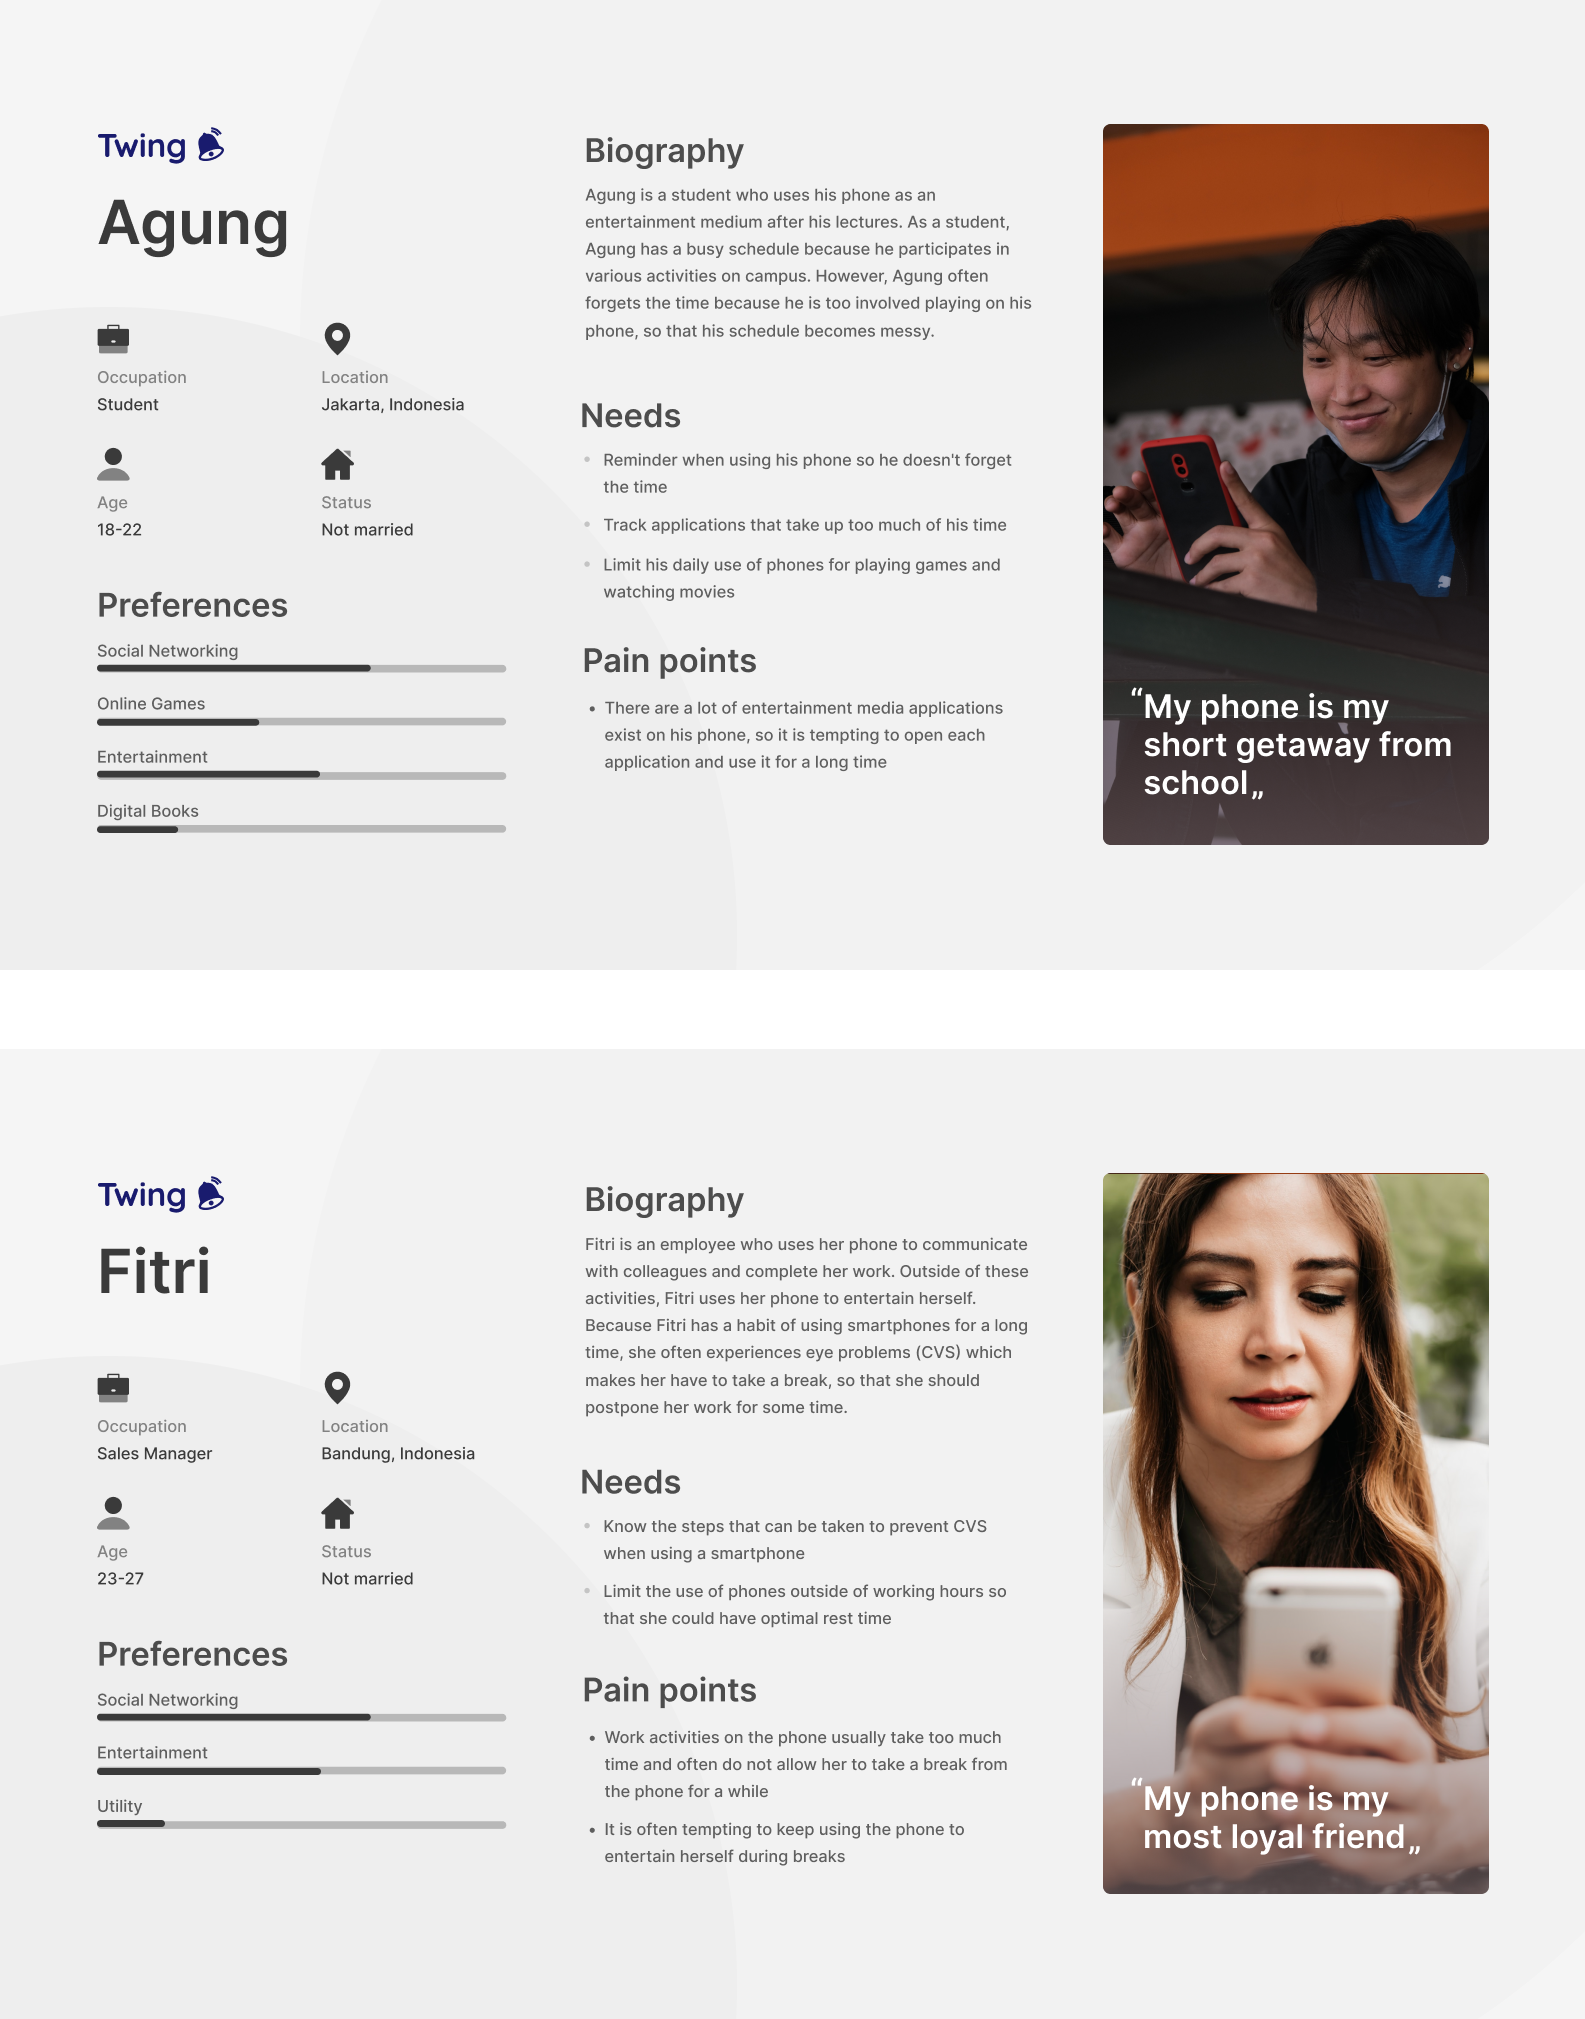 Twing
Agung
Occupation
Student
Location
Jakarta, Indonesia
Age
18-22
Status
Not married
Preferences
Social Networking
Online Games
Entertainment
Digital Books
Biography
Agung is a student who uses his phone as an
entertainment medium after his lectures. As a student,
Agung has a busy schedule because he participates in
various activities on campus. However, Agung often
forgets the time because he is too involved playing on his
phone, so that his schedule becomes messy.
Needs
• Reminder when using his phone so he doesn't forget
the time
• Track applications that take up too much of his time
• Limit his daily use of phones for playing games and
watching movies
Pain points
• There are a lot of entertainment media applications
exist on his phone, so it is tempting to open each
application and use it for a long time
“My phone is my
short getaway from
school„
Twing
Fitri
Occupation
Sales Manager
Location
Bandung, Indonesia
Age
23-27
Status
Not married
Preferences
Social Networking
Entertainment
Utility
Biography
Fitri is an employee who uses her phone to communicate
with colleagues and complete her work. Outside of these
activities, Fitri uses her phone to entertain herself.
Because Fitri has a habit of using smartphones for a long
time, she often experiences eye problems (CVS) which
makes her have to take a break, so that she should
postpone her work for some time.
Needs
• Know the steps that can be taken to prevent CVS
when using a smartphone
• Limit the use of phones outside of working hours so
that she could have optimal rest time
Pain points
• Work activities on the phone usually take too much
time and often do not allow her to take a break from
the phone for a while
• It is often tempting to keep using the phone to
entertain herself during breaks
“My phone is my
most loyal friend„